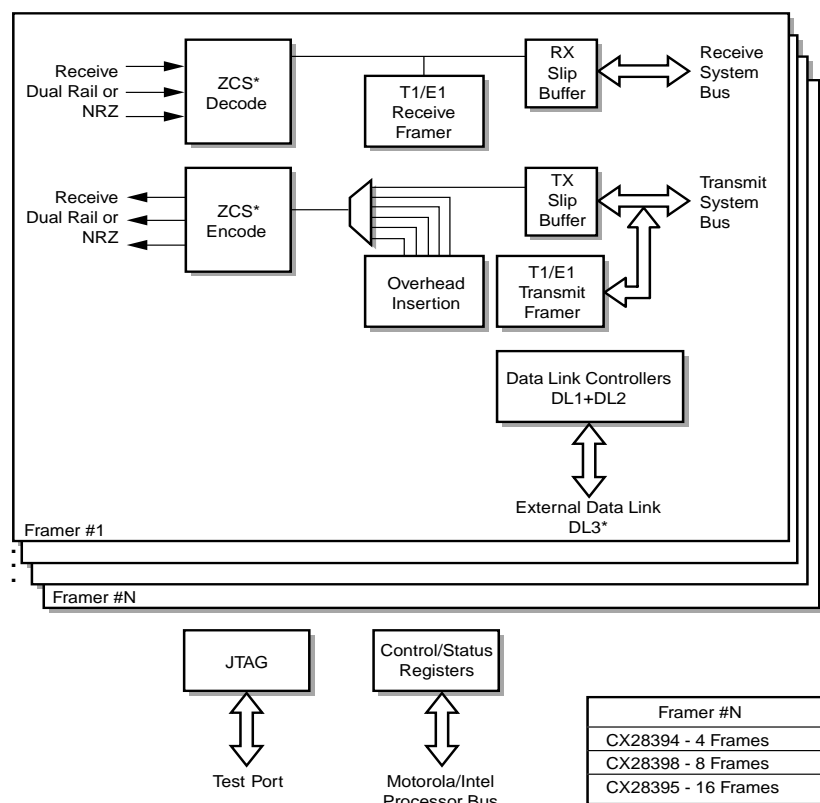 Receive
Dual Rail or
NRZ
ZCS*
Decode
T1/E1
Receive
Framer
RX
Slip
Buffer
Receive
System
Bus
Receive
Dual Rail or
NRZ
ZCS*
Encode
Overhead
Insertion
TX
Slip
Buffer
Transmit
System
Bus
T1/E1
Transmit
Framer
Data Link Controllers
DL1+DL2
External Data Link
DL3*
Framer #1
Framer #N
JTAG
Test Port
Control/Status
Registers
Motorola/Intel
Processor Bus
Framer #N
CX28394 - 4 Frames
CX28398 - 8 Frames
CX28395 - 16 Frames